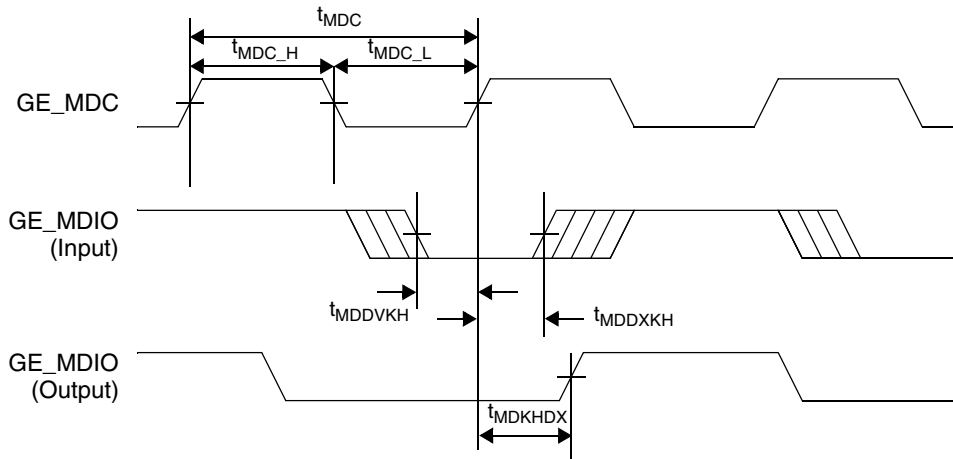 tMDC
tMDC_H
tMDC_L
GE_MDC
GE_MDIO
(Input)
tMDDVKH
tMDDXKH
GE_MDIO
(Output)
tMDKHDX